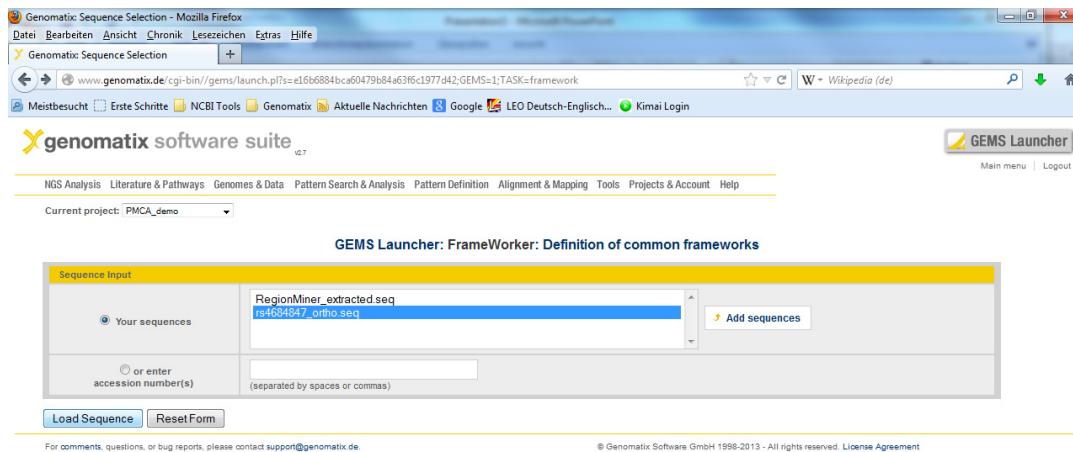 Genomatix: Sequence Selection - Mozilla Firefox
Datei Bearbeiten Ansicht Chronik Lesezeichen Extras Hilfe
Genomatix: Sequence Selection +
www.genomatix.de/cgi-bin//gems/launch.pl?s=e16b6884bca60479b84a63f6c1977d42;GEMS=1;TASK=framework W Wikipedia (de)
Meistbesucht Erste Schritte NCBI Tools Genomatix Aktuelle Nachrichten Google LEO Deutsch-Englisch... Kimai Login
genomatix software suite v2.7
GEMS Launcher
Main menu | Logout
NGS Analysis Literature & Pathways Genomes & Data Pattern Search & Analysis Pattern Definition Alignment & Mapping Tools Projects & Account Help
Current project: PMCA_demo
GEMS Launcher: FrameWorker: Definition of common frameworks
Sequence Input
RegionMiner_extracted.seq
rs4684847_ortho.seq
Your sequences
Add sequences
or enter
accession number(s)
(separated by spaces or commas)
Load Sequence Reset Form
For comments, questions, or bug reports, please contact support@genomatix.de. © Genomatix Software GmbH 1998-2013 - All rights reserved. License Agreement